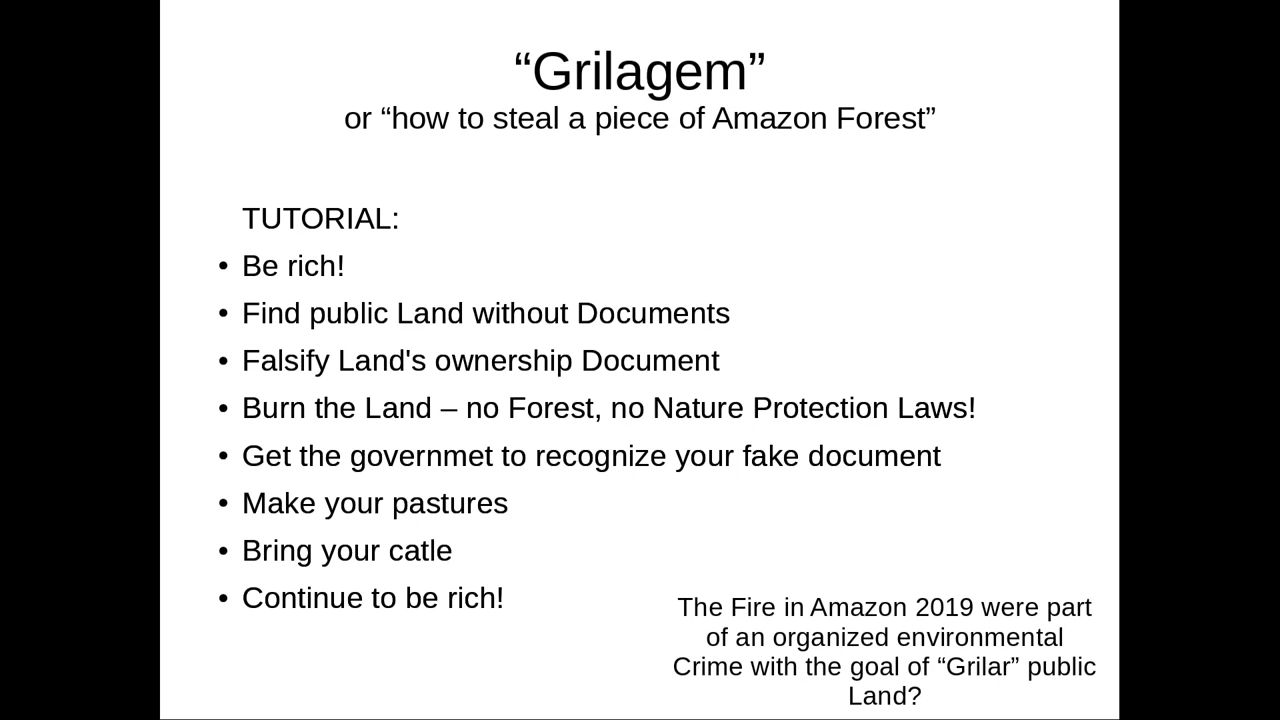 “Grilagem”
or “how to steal a piece of Amazon Forest”
TUTORIAL:
• Be rich!
• Find public Land without Documents
• Falsify Land's ownership Document
• Burn the Land – no Forest, no Nature Protection Laws!
• Get the governmet to recognize your fake document
• Make your pastures
• Bring your catle
• Continue to be rich!
The Fire in Amazon 2019 were part
of an organized environmental
Crime with the goal of “Grilar” public
Land?